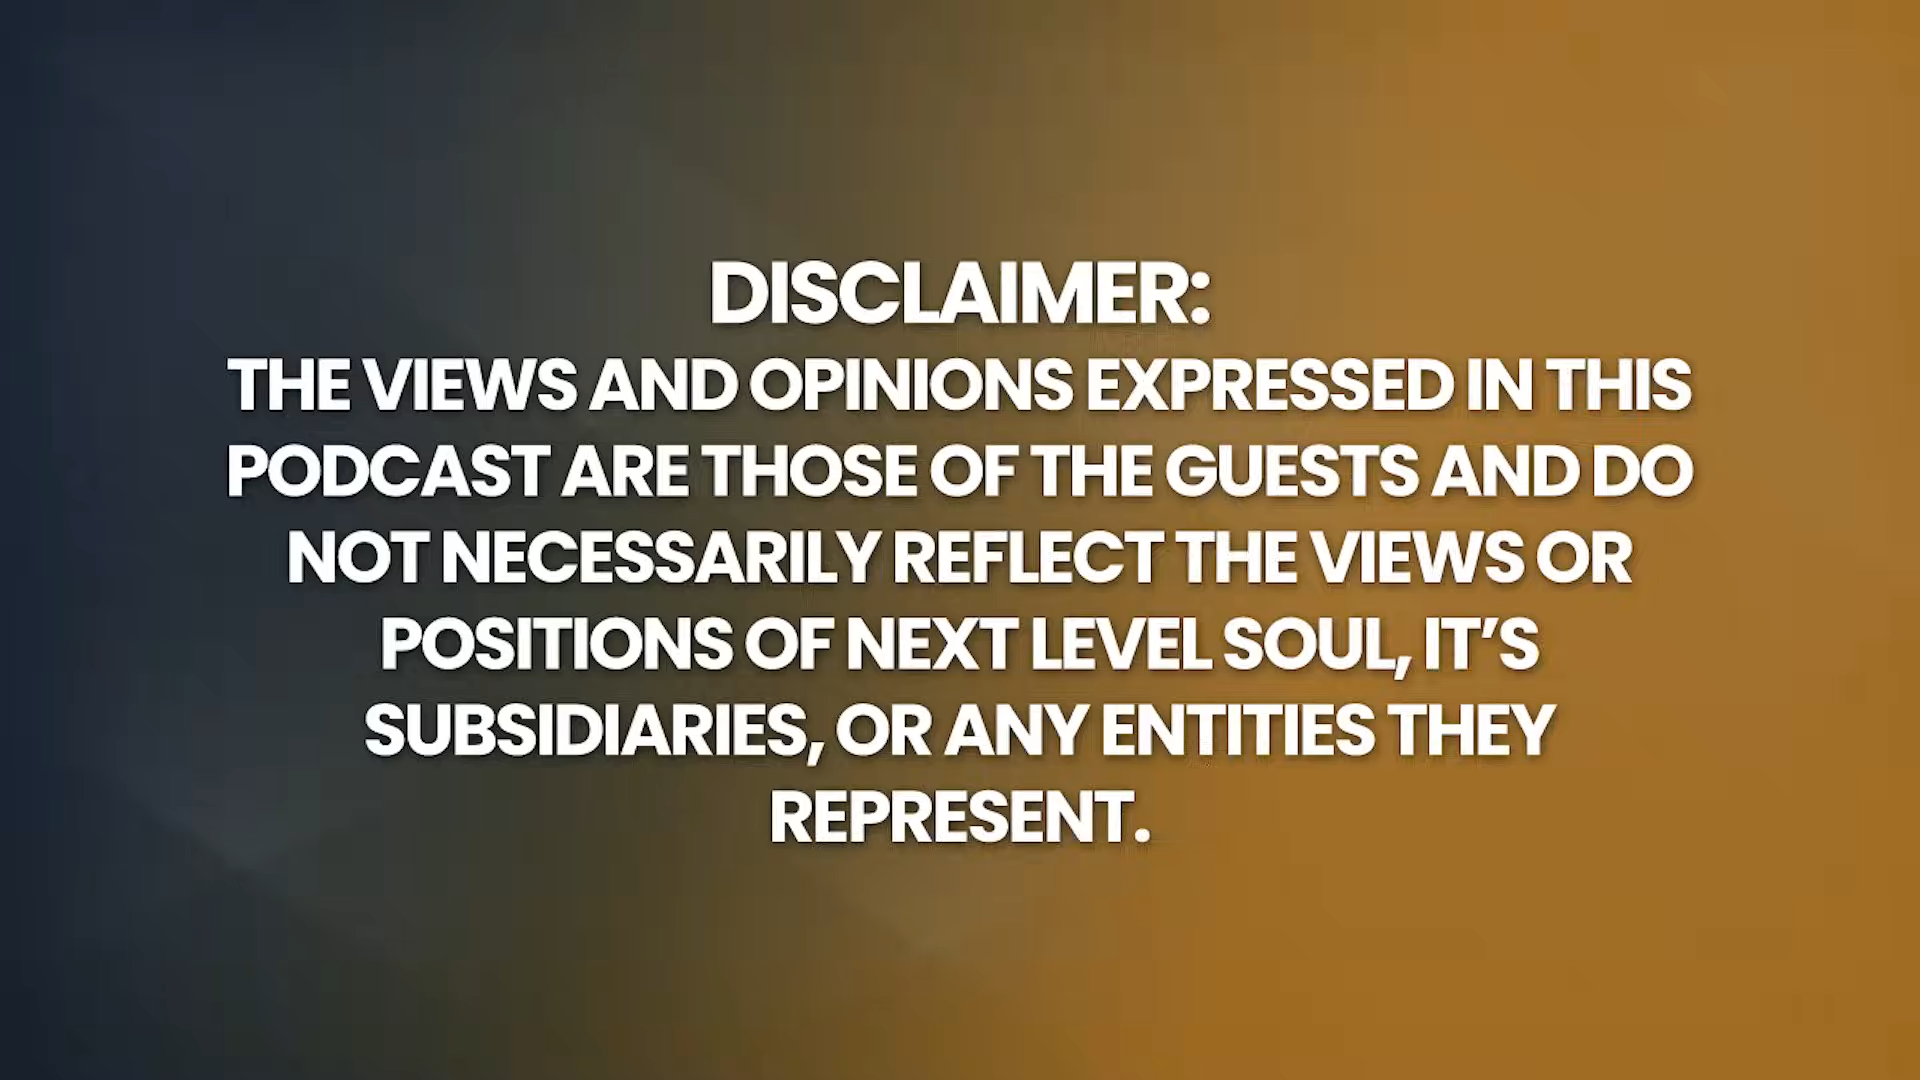 DISCLAIMER:
THE VIEWS AND OPINIONS EXPRESSED IN THIS
PODCAST ARE THOSE OF THE GUESTS AND DO
NOT NECESSARILY REFLECT THE VIEWS OR
POSITIONS OF NEXT LEVEL SOUL, IT’S
SUBSIDIARIES, OR ANY ENTITIES THEY
REPRESENT.